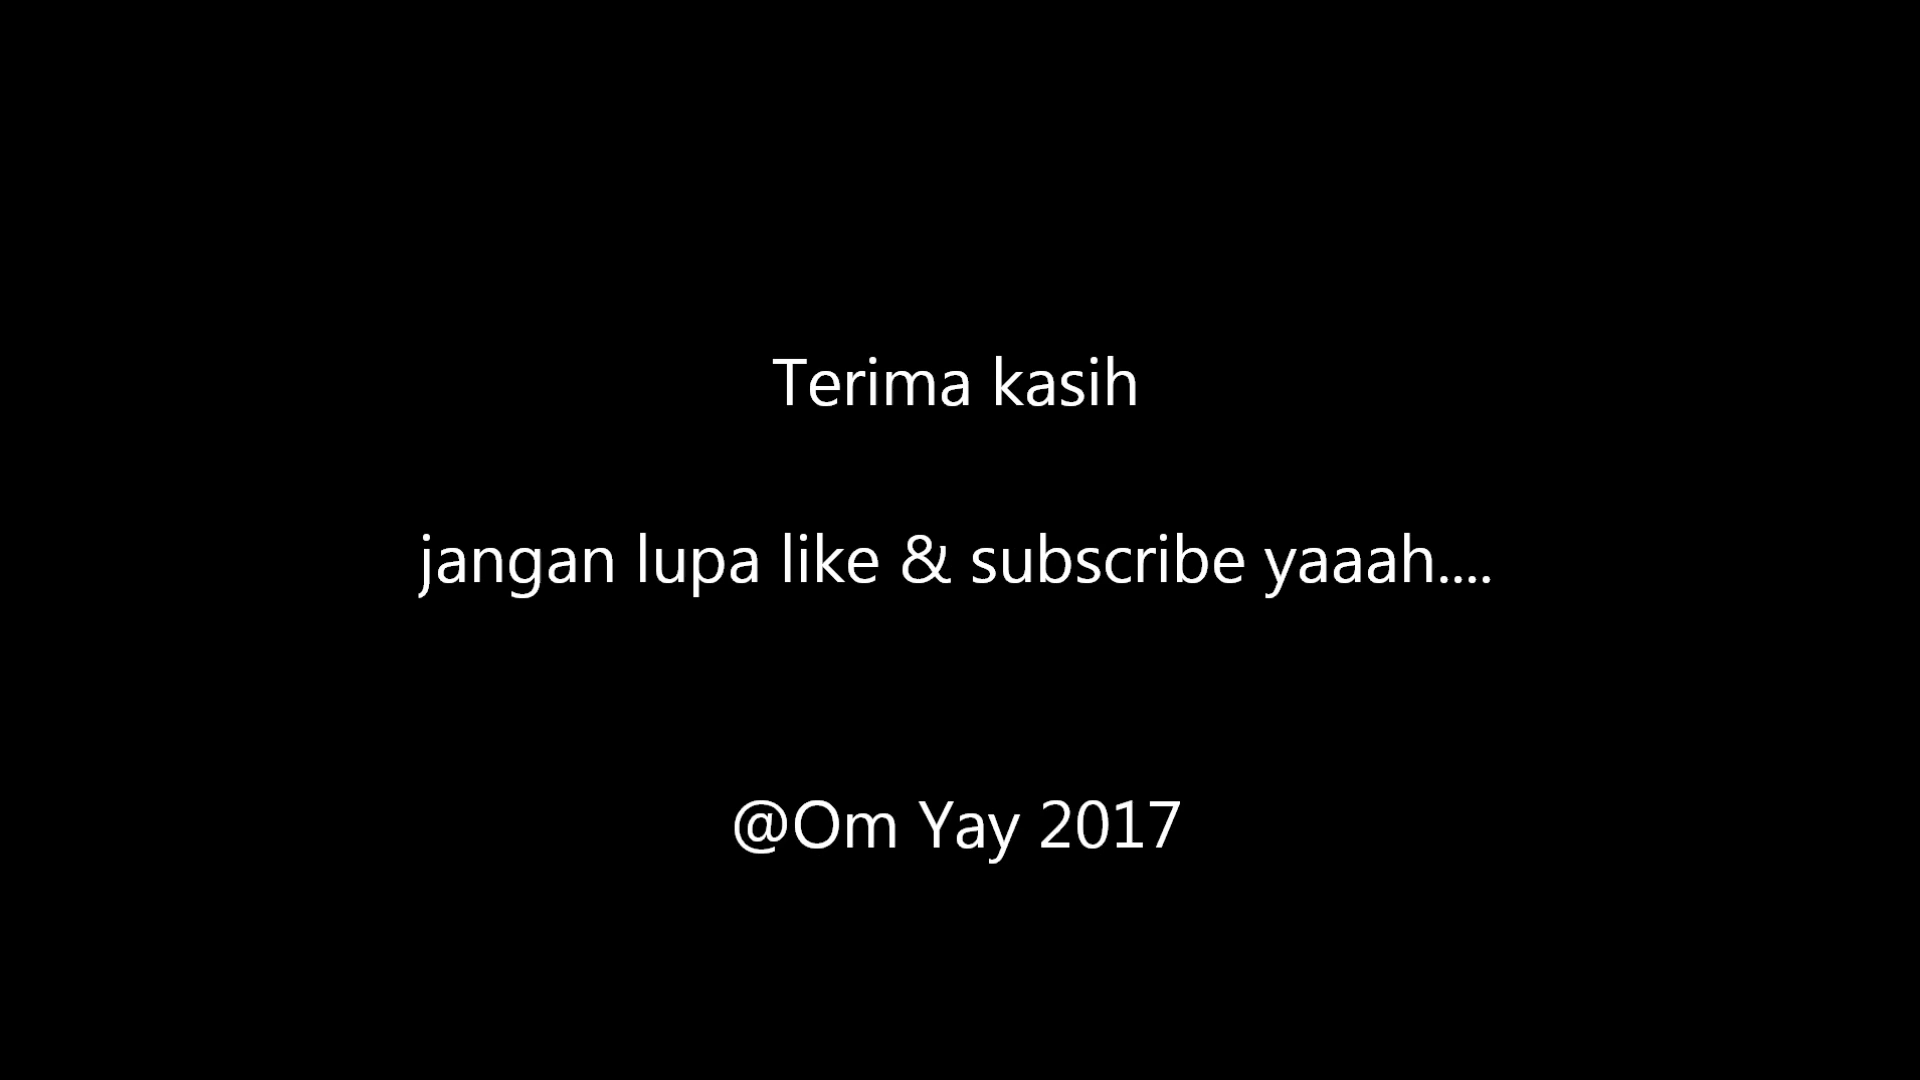 Terima kasih
jangan lupa like & subscribe yaaah....
@Om Yay 2017